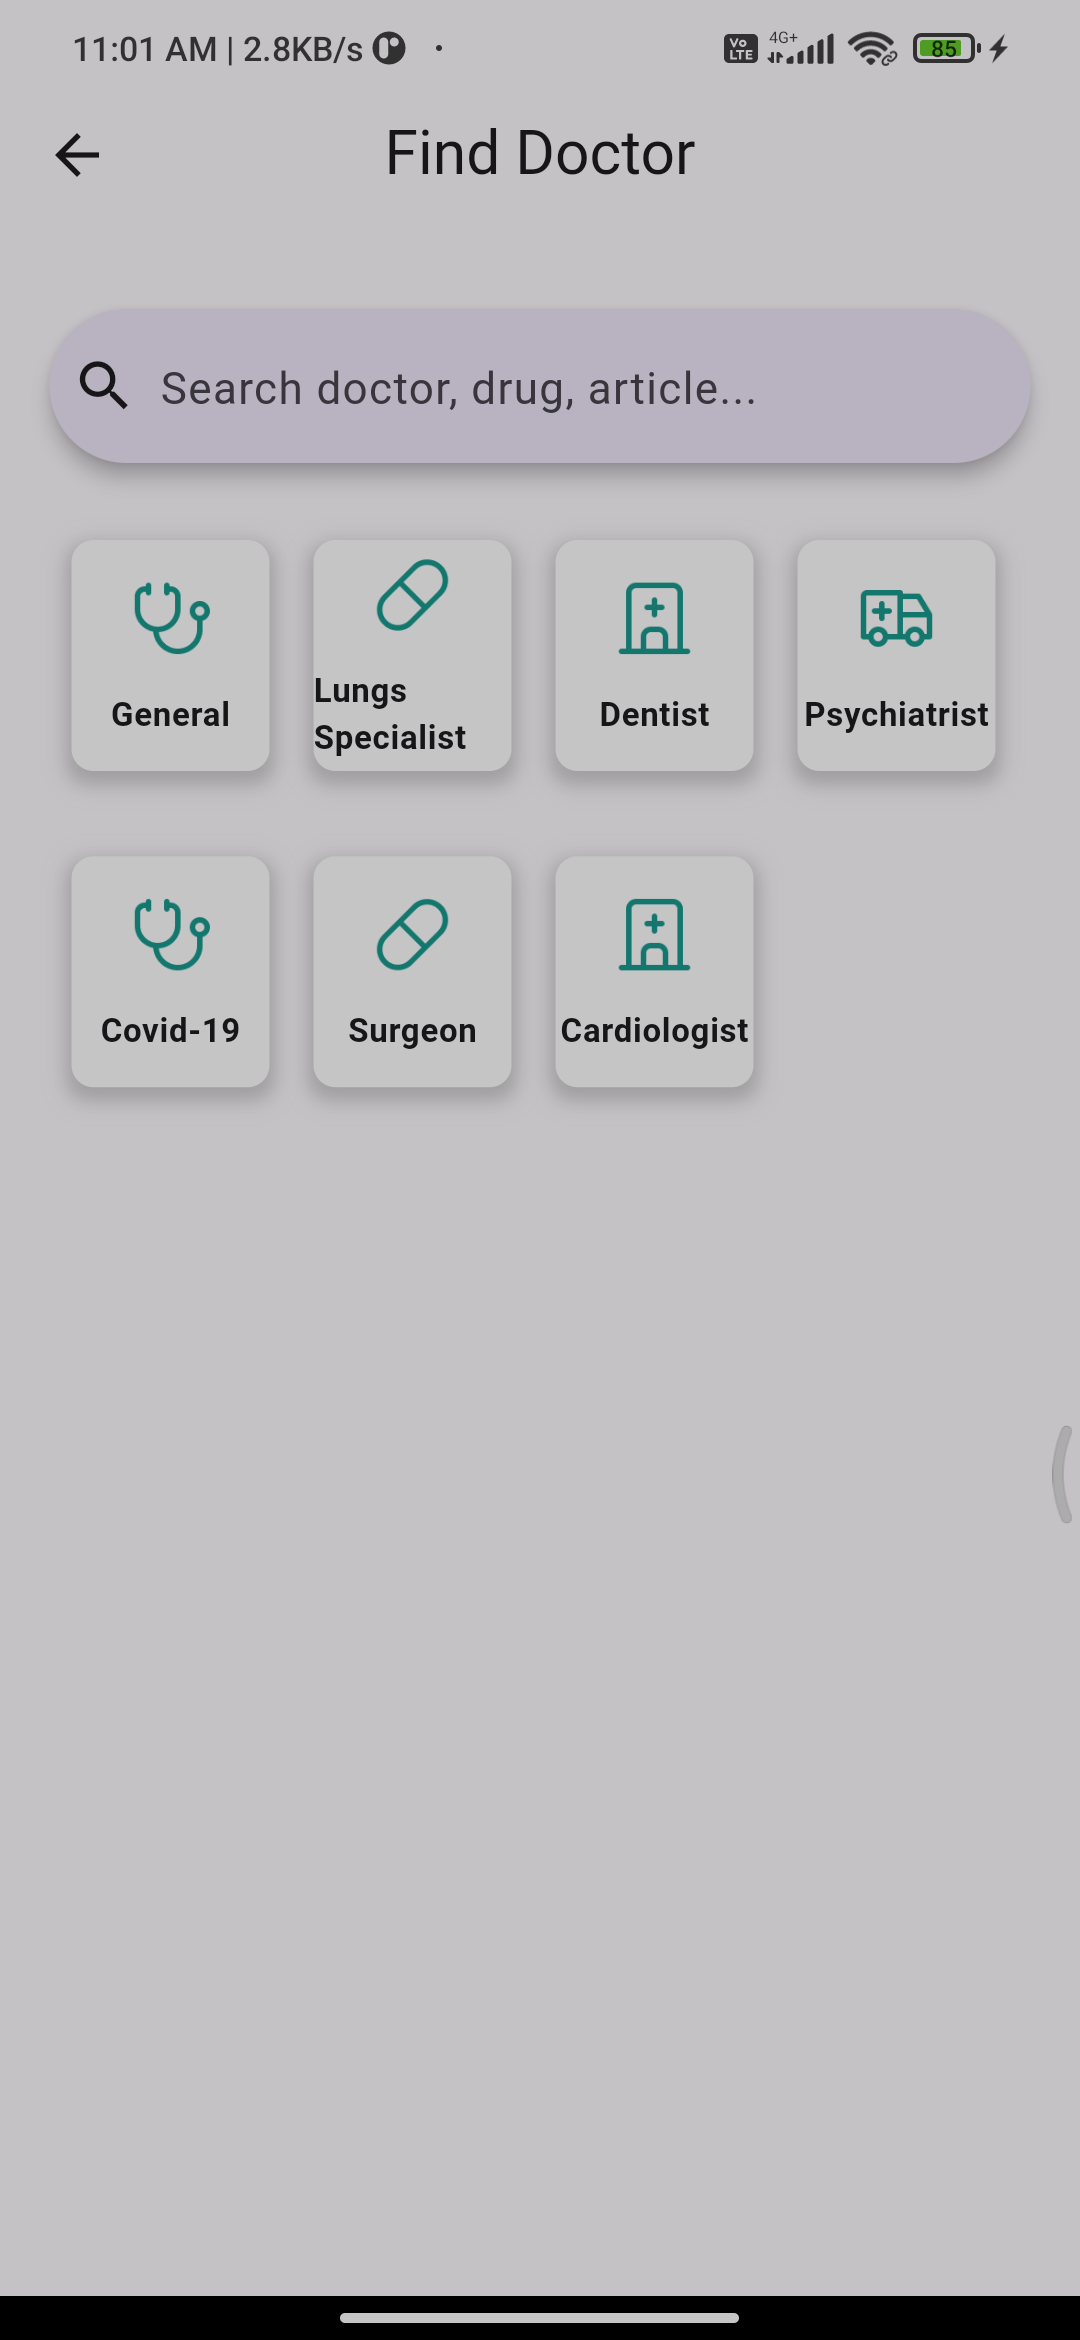 11:01 AM | 2.8KB/s
Vo LTE
4G+
85
Find Doctor
Search doctor, drug, article...
General
Lungs
Specialist
Dentist
Psychiatrist
Covid-19
Surgeon
Cardiologist